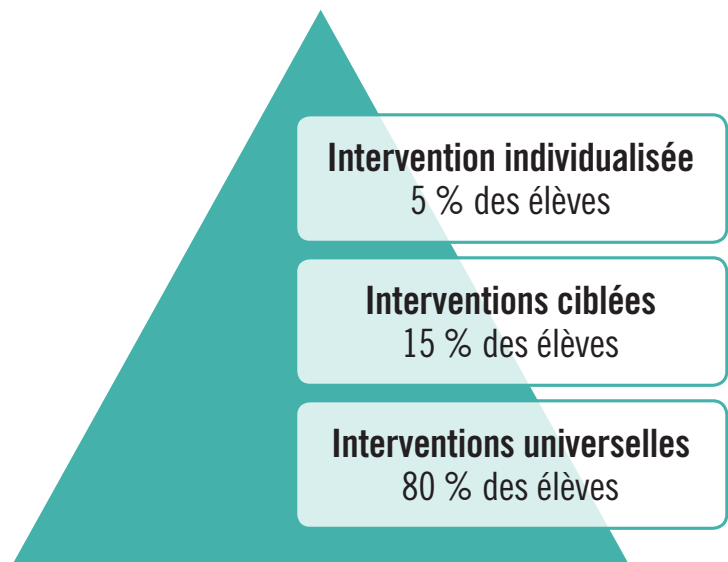 Intervention individualisée
5 % des élèves
Interventions ciblées
15 % des élèves
Interventions universelles
80 % des élèves